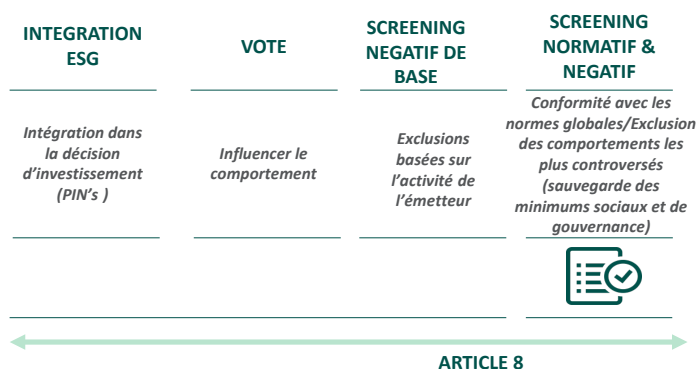 INTEGRATION
ESG
VOTE
SCREENING
NEGATIF DE
BASE
SCREENING
NORMATIF &
NEGATIF
Intégration dans
la décision
d'investissement
(PIN's )
Influencer le
comportement
Exclusions
basées sur
l'activité de
l'émetteur
Conformité avec les
normes globales/Exclusion
des comportements les
plus controversés
(sauvegarde des
minimums sociaux et de
gouvernance)
ARTICLE 8